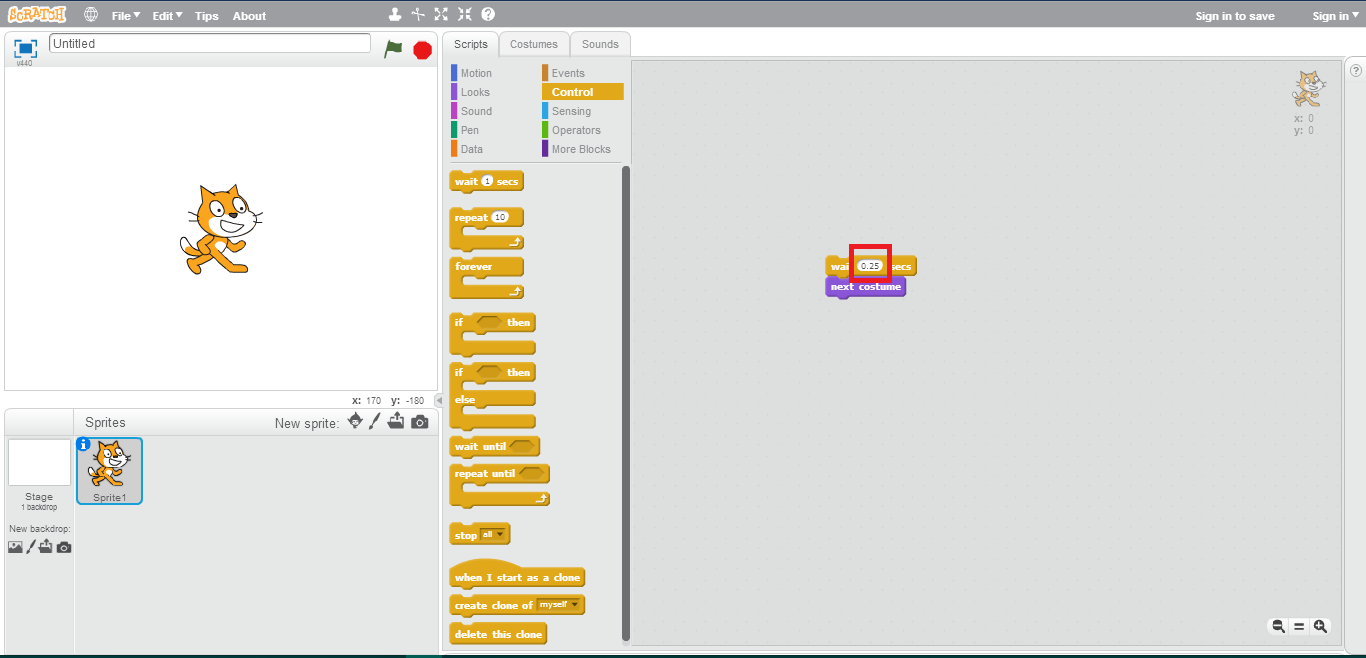 SCRATCH File Edit Tips About Sign in to save Sign in
v440
Untitled
Scripts Costumes Sounds
Motion Events
Looks Control
Sound Sensing
Pen Operators
Data More Blocks
x: 0
y: 0
wait 1 secs
repeat 10
forever
if then
if then
else
wait until
repeat until
stop all
when I start as a clone
create clone of myself
delete this clone
0.25 secs
next costume
x: 170 y: -180
Sprites New sprite:
Sprite1
Stage
1 backdrop
New backdrop: